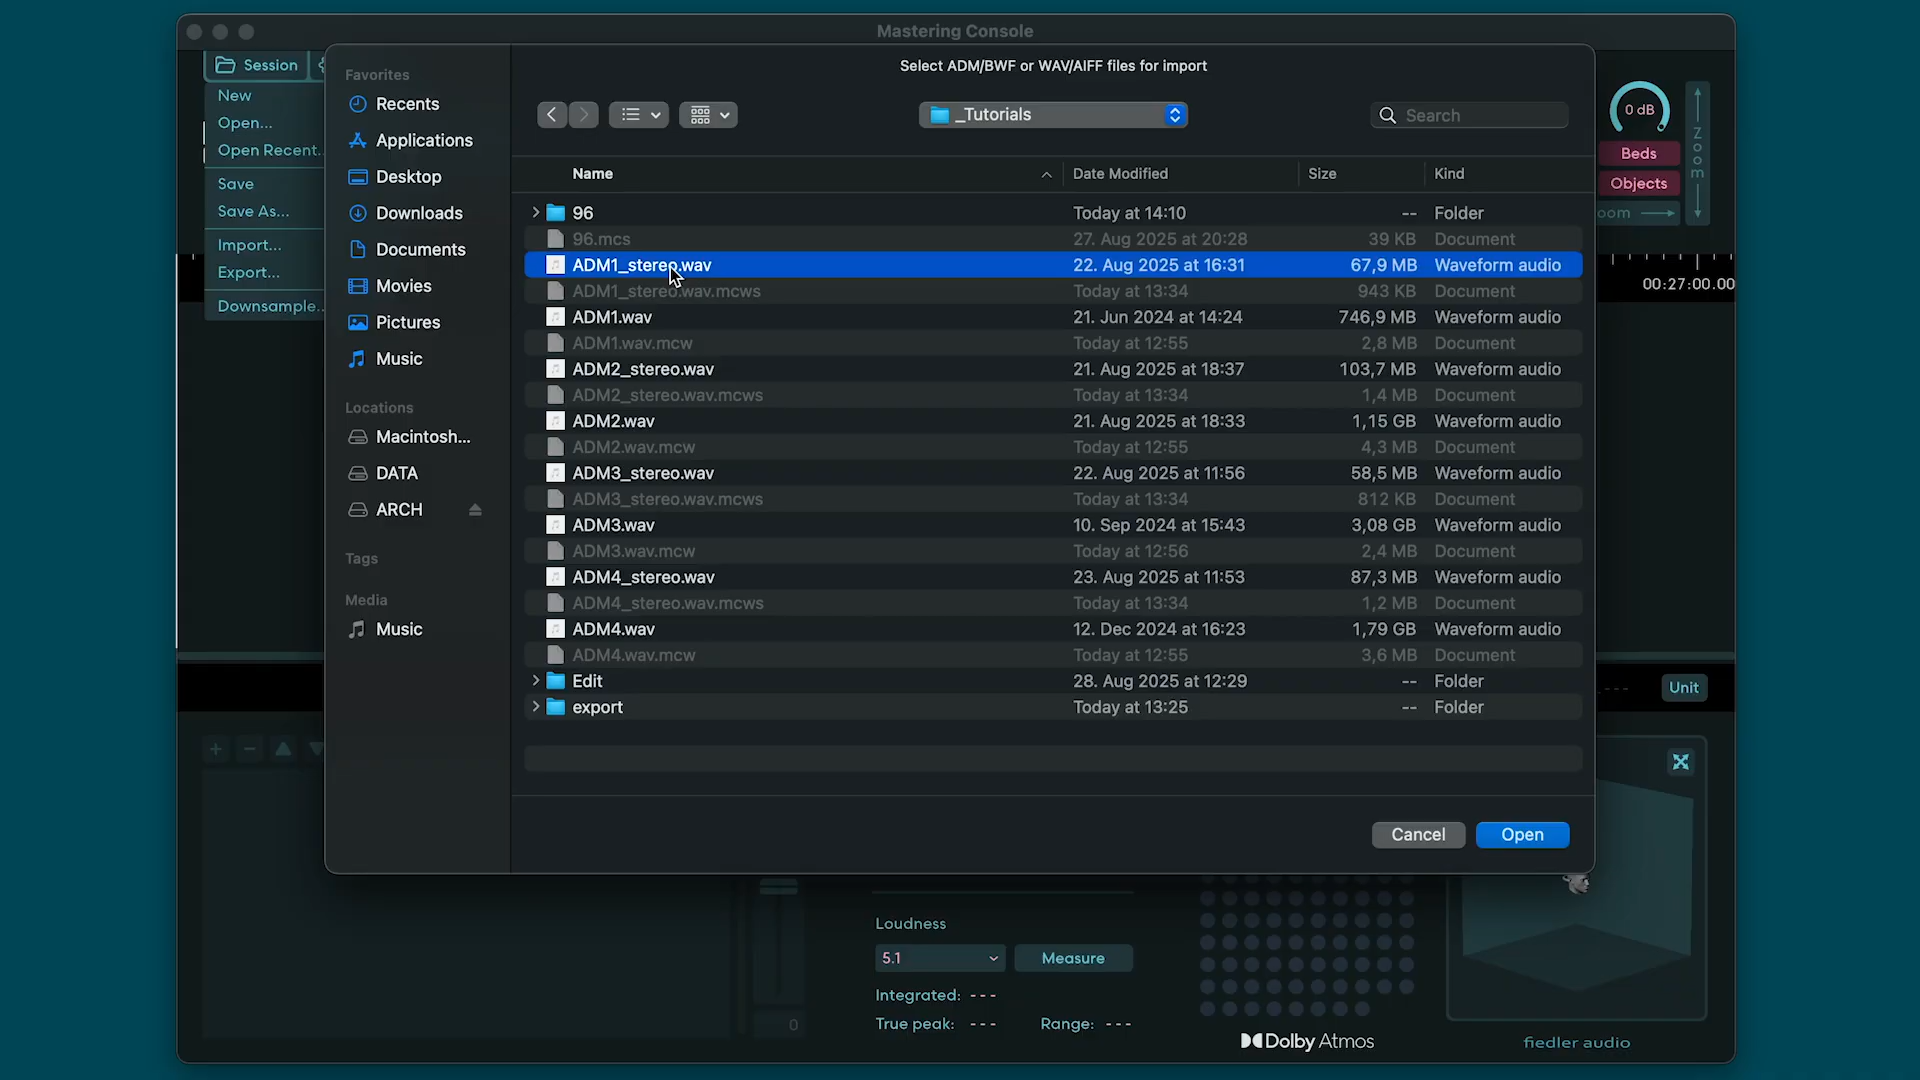 Mastering Console
Session
New
Open...
Open Recent..
Save
Save As...
Import...
Export...
Downsample..
Favorites
Recents
Applications
Desktop
Downloads
Documents
Movies
Pictures
Music
Locations
Macintosh...
DATA
ARCH
Tags
Media
Music
Select ADM/BWF or WAV/AIFF files for import
_Tutorials
Search
Name Date Modified Size Kind
96 Today at 14:10 -- Folder
96.mcs 27. Aug 2025 at 20:28 39 KB Document
ADM1_stereo.wav 22. Aug 2025 at 16:31 67,9 MB Waveform audio
ADM1_stereo.wav.mcws Today at 13:34 943 KB Document
ADM1.wav 21. Jun 2024 at 14:24 746,9 MB Waveform audio
ADM1.wav.mcw Today at 12:55 2,8 MB Document
ADM2_stereo.wav 21. Aug 2025 at 18:37 103,7 MB Waveform audio
ADM2_stereo.wav.mcws Today at 13:34 1,4 MB Document
ADM2.wav 21. Aug 2025 at 18:33 1,15 GB Waveform audio
ADM2.wav.mcw Today at 12:55 4,3 MB Document
ADM3_stereo.wav 22. Aug 2025 at 11:56 58,5 MB Waveform audio
ADM3_stereo.wav.mcws Today at 13:34 812 KB Document
ADM3.wav 10. Sep 2024 at 15:43 3,08 GB Waveform audio
ADM3.wav.mcw Today at 12:56 2,4 MB Document
ADM4_stereo.wav 23. Aug 2025 at 11:53 87,3 MB Waveform audio
ADM4_stereo.wav.mcws Today at 13:34 1,2 MB Document
ADM4.wav 12. Dec 2024 at 16:23 1,79 GB Waveform audio
ADM4.wav.mcw Today at 12:55 3,6 MB Document
Edit 28. Aug 2025 at 12:29 -- Folder
export Today at 13:25 -- Folder
Cancel Open
0 dB
Beds
Objects
oom
Zoom
00:27:00.00
---- Unit
0
Loudness
5.1 Measure
Integrated: ---
True peak: --- Range: ---
Dolby Atmos
fiedler audio